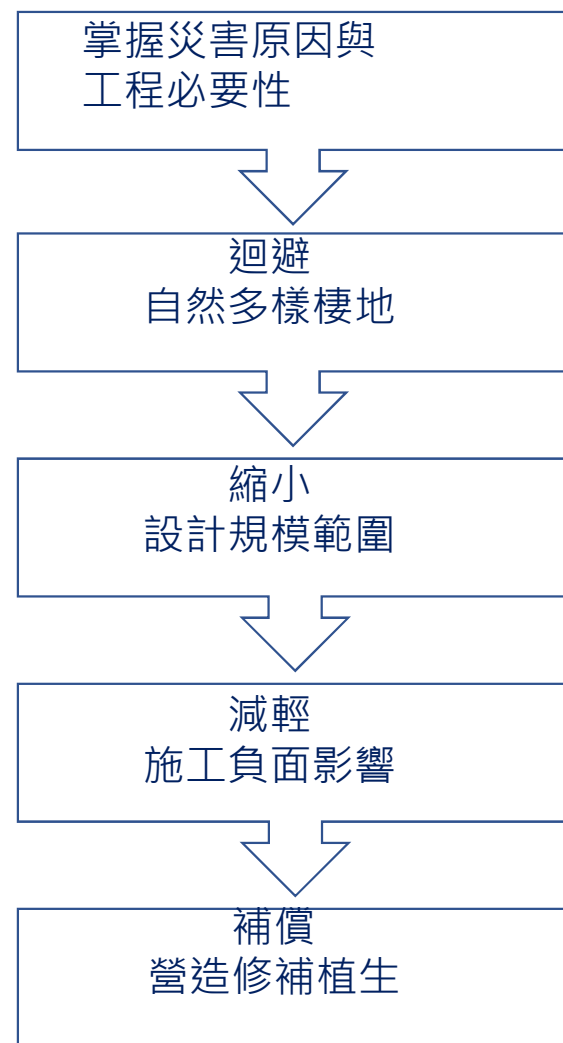 掌握災害原因與
工程必要性
迴避
自然多樣棲地
縮小
設計規模範圍
減輕
施工負面影響
補償
營造修補植生